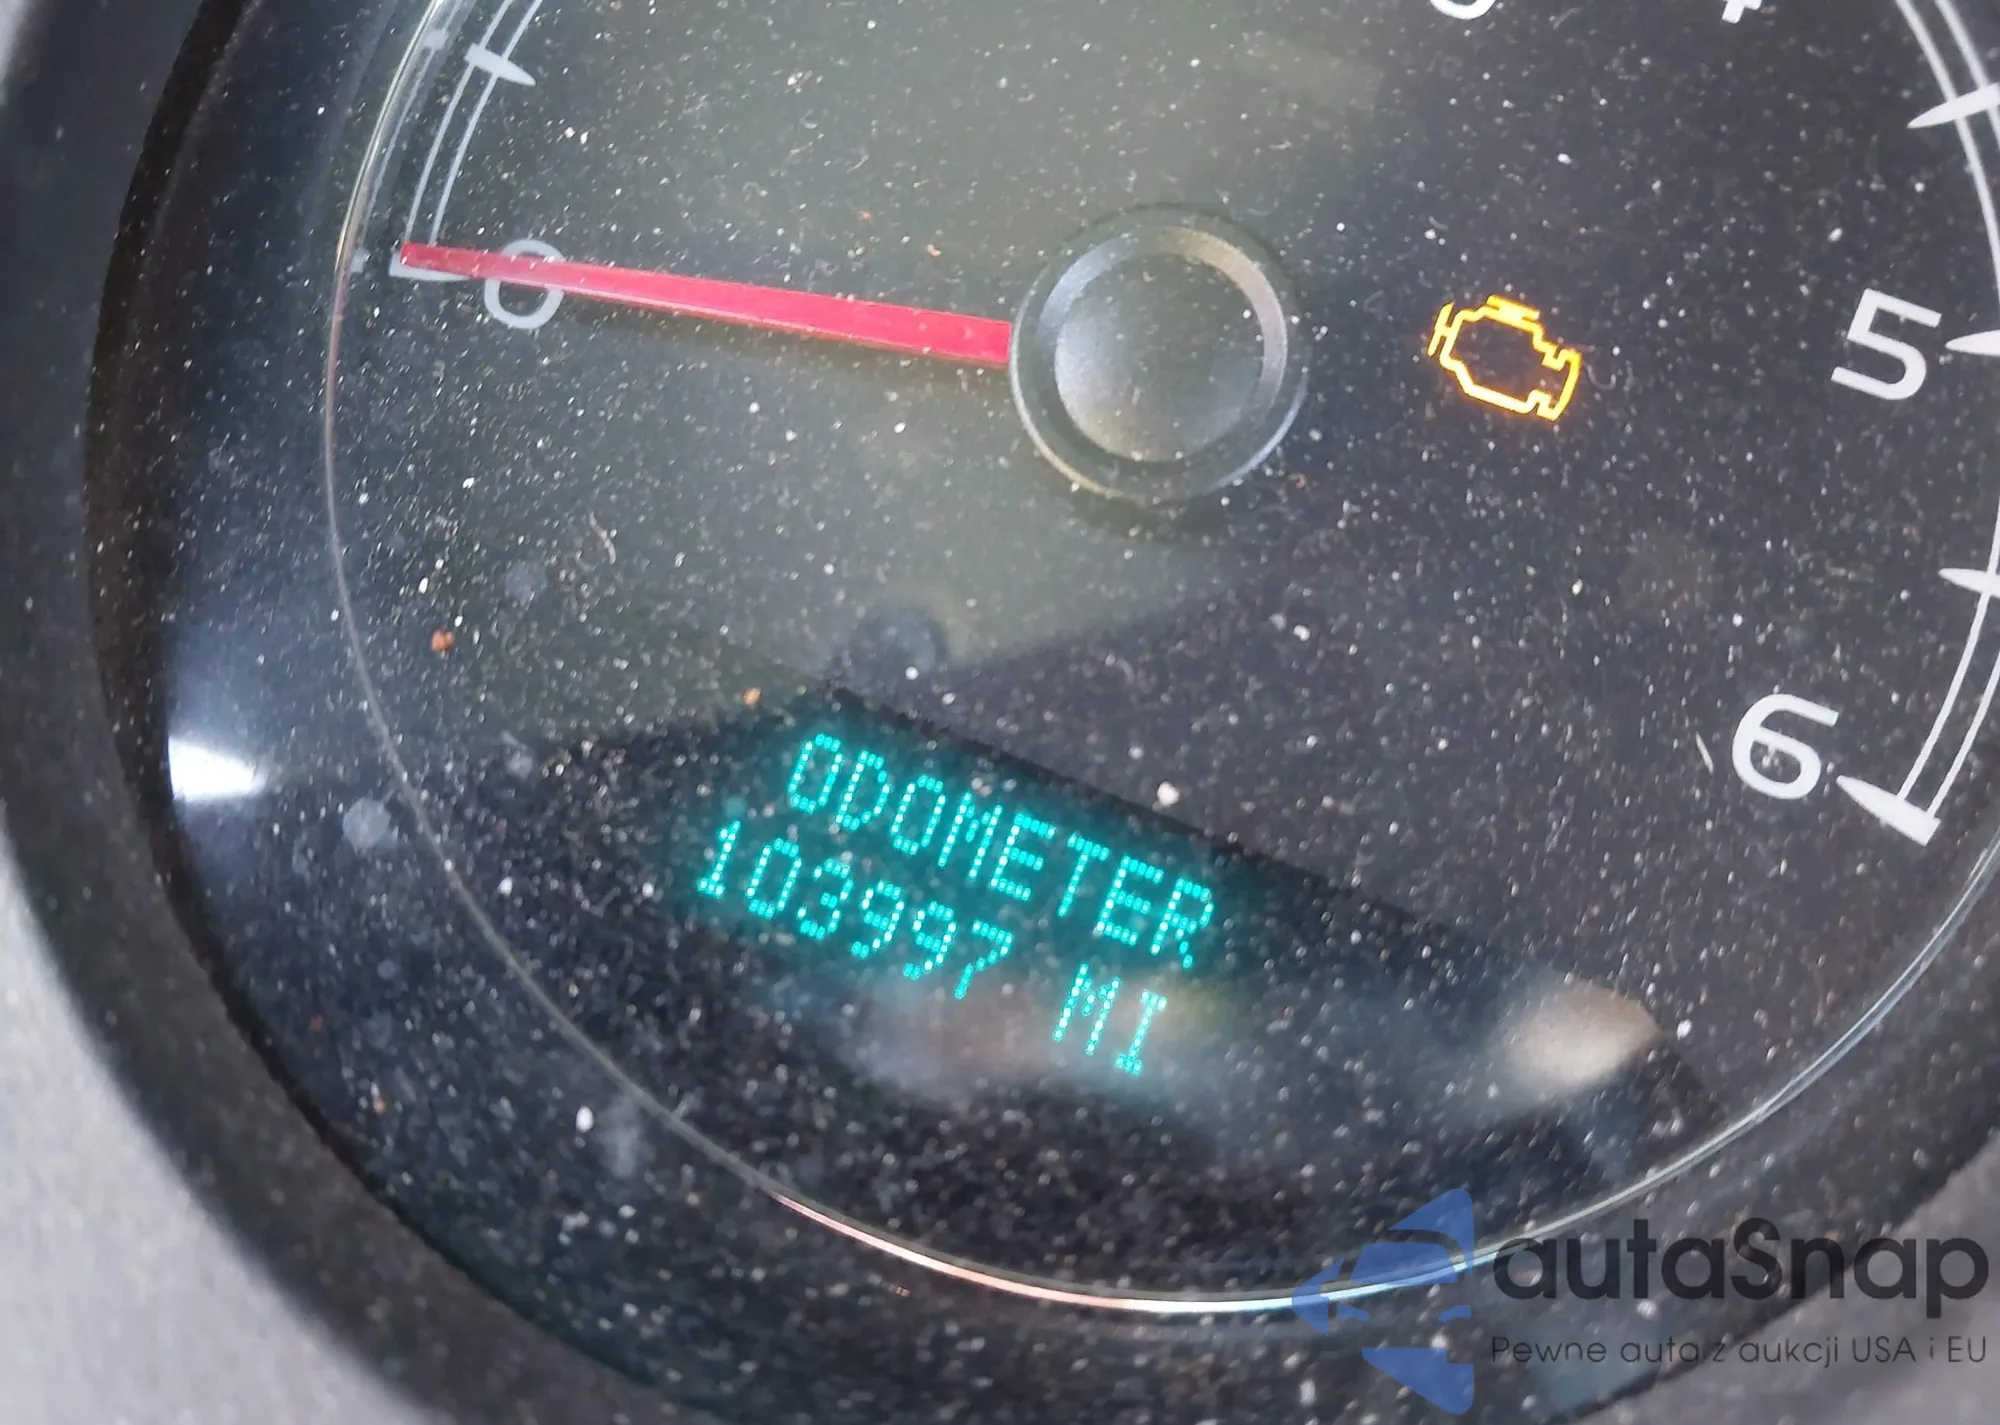 0
5
6
ODOMETER
103997 MI
autaSnap
Pewne auta z aukcji USA i EU